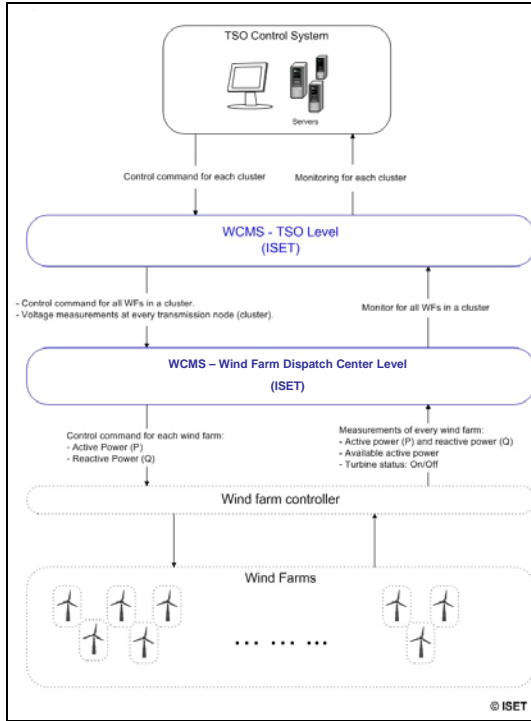 TSO Control System
Servers
Control command for each cluster
Monitoring for each cluster
WCMS - TSO Level
(ISET)
- Control command for all WFs in a cluster.
- Voltage measurements at every transmission node (cluster).
Monitor for all WFs in a cluster
WCMS – Wind Farm Dispatch Center Level
(ISET)
Control command for each wind farm:
- Active Power (P)
- Reactive Power (Q)
Measurements of every wind farm:
- Active power (P) and reactive power (Q)
- Available active power
- Turbine status: On/Off
Wind farm controller
Wind Farms
... ... ...
© ISET